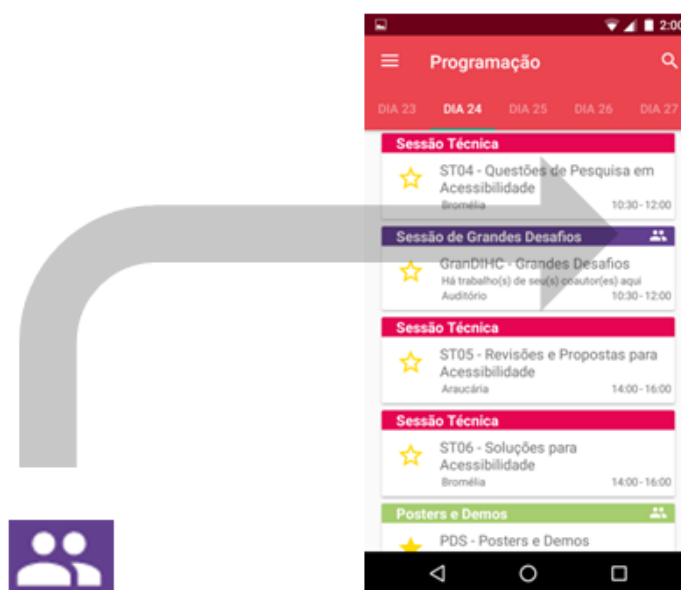 2:00
Programação
DIA 23 DIA 24 DIA 25 DIA 26 DIA 27
Sessão Técnica
ST04 - Questões de Pesquisa em
Acessibilidade
Bromélia 10:30 - 12:00
Sessão de Grandes Desafios
GranDIHC - Grandes Desafios
Há trabalho(s) de seu(s) coautor(es) aqui
Auditório 10:30 - 12:00
Sessão Técnica
ST05 - Revisões e Propostas para
Acessibilidade
Araucária 14:00 - 16:00
Sessão Técnica
ST06 - Soluções para
Acessibilidade
Bromélia 14:00 - 16:00
Posters e Demos
PDS - Posters e Demos